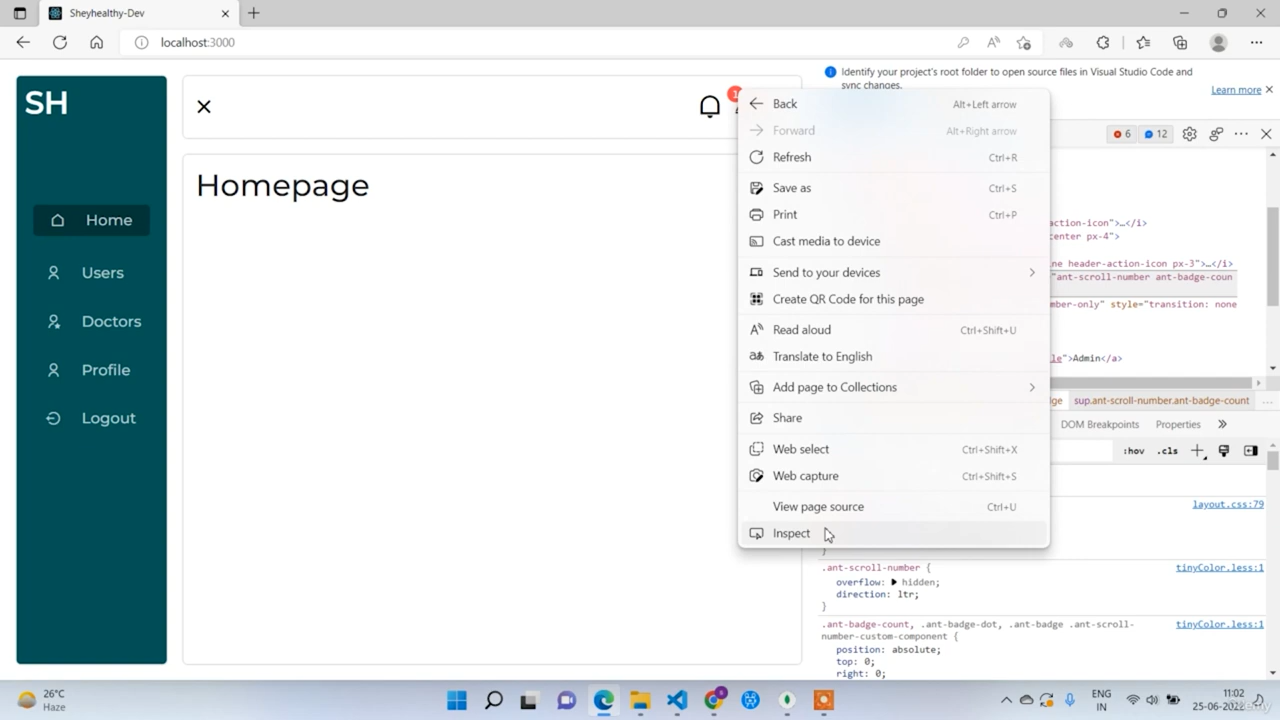 Sheyhealthy-Dev
localhost:3000
SH
Home
Users
Doctors
Profile
Logout
Homepage
1
Back Alt+Left arrow
Forward Alt+Right arrow
Refresh Ctrl+R
Save as Ctrl+S
Print Ctrl+P
Cast media to device
Send to your devices
Create QR Code for this page
Read aloud Ctrl+Shift+U
Translate to English
Add page to Collections
Share
Web select Ctrl+Shift+X
Web capture Ctrl+Shift+S
View page source Ctrl+U
Inspect
Identify your project's root folder to open source files in Visual Studio Code and
sync changes.
Learn more
6 12
action-icon">…</i>
center px-4">
ne header-action-icon px-3">…</i>
"ant-scroll-number ant-badge-coun
mber-only" style="transition: none
le">Admin</a>
ge sup.ant-scroll-number.ant-badge-count …
DOM Breakpoints Properties
:hov .cls
layout.css:79
}
.ant-scroll-number { tinyColor.less:1
overflow: hidden;
direction: ltr;
}
.ant-badge-count, .ant-badge-dot, .ant-badge .ant-scroll- tinyColor.less:1
number-custom-component {
position: absolute;
top: 0;
right: 0;
26°C
Haze
ENG
IN
11:02
25-06-2022